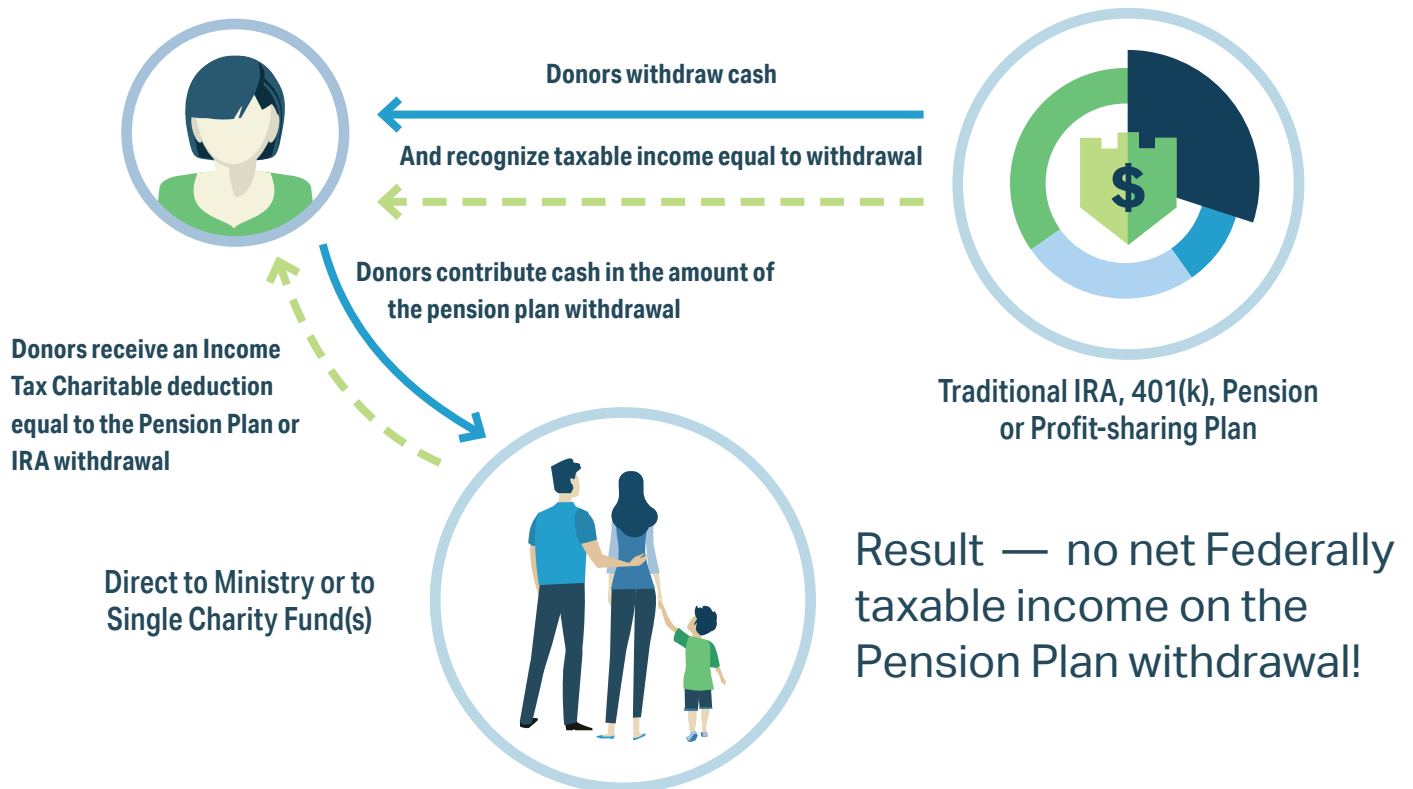 Donors withdraw cash
And recognize taxable income equal to withdrawal
$
Donors contribute cash in the amount of
the pension plan withdrawal
Donors receive an Income
Tax Charitable deduction
equal to the Pension Plan or
IRA withdrawal
Traditional IRA, 401(k), Pension
or Profit-sharing Plan
Direct to Ministry or to
Single Charity Fund(s)
Result — no net Federally
taxable income on the
Pension Plan withdrawal!